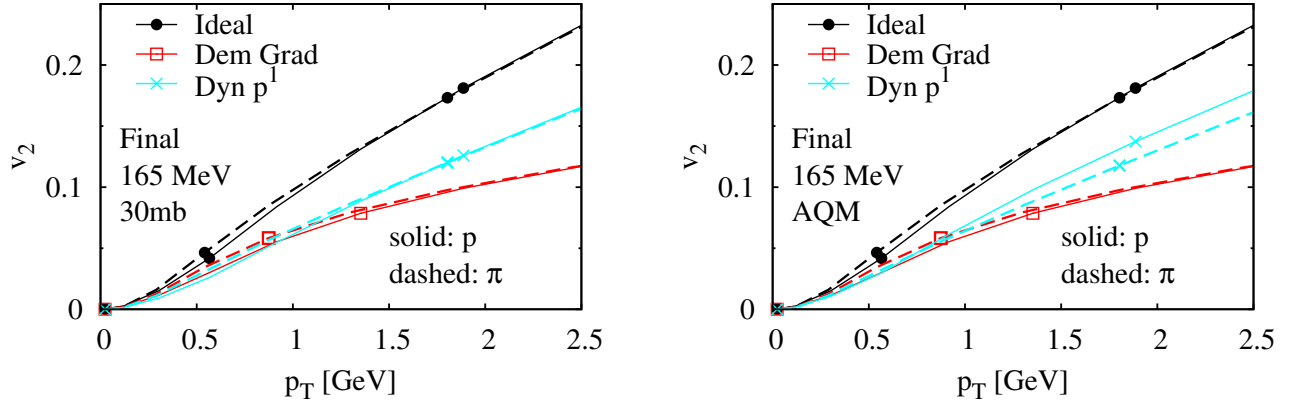 Ideal
Dem Grad
Dyn p¹
Final
165 MeV
30mb
solid: p
dashed: π
v₂
0.2
0.1
0
0 0.5 1 1.5 2 2.5
p_T [GeV]
Ideal
Dem Grad
Dyn p¹
Final
165 MeV
AQM
solid: p
dashed: π
v₂
0.2
0.1
0
0 0.5 1 1.5 2 2.5
p_T [GeV]